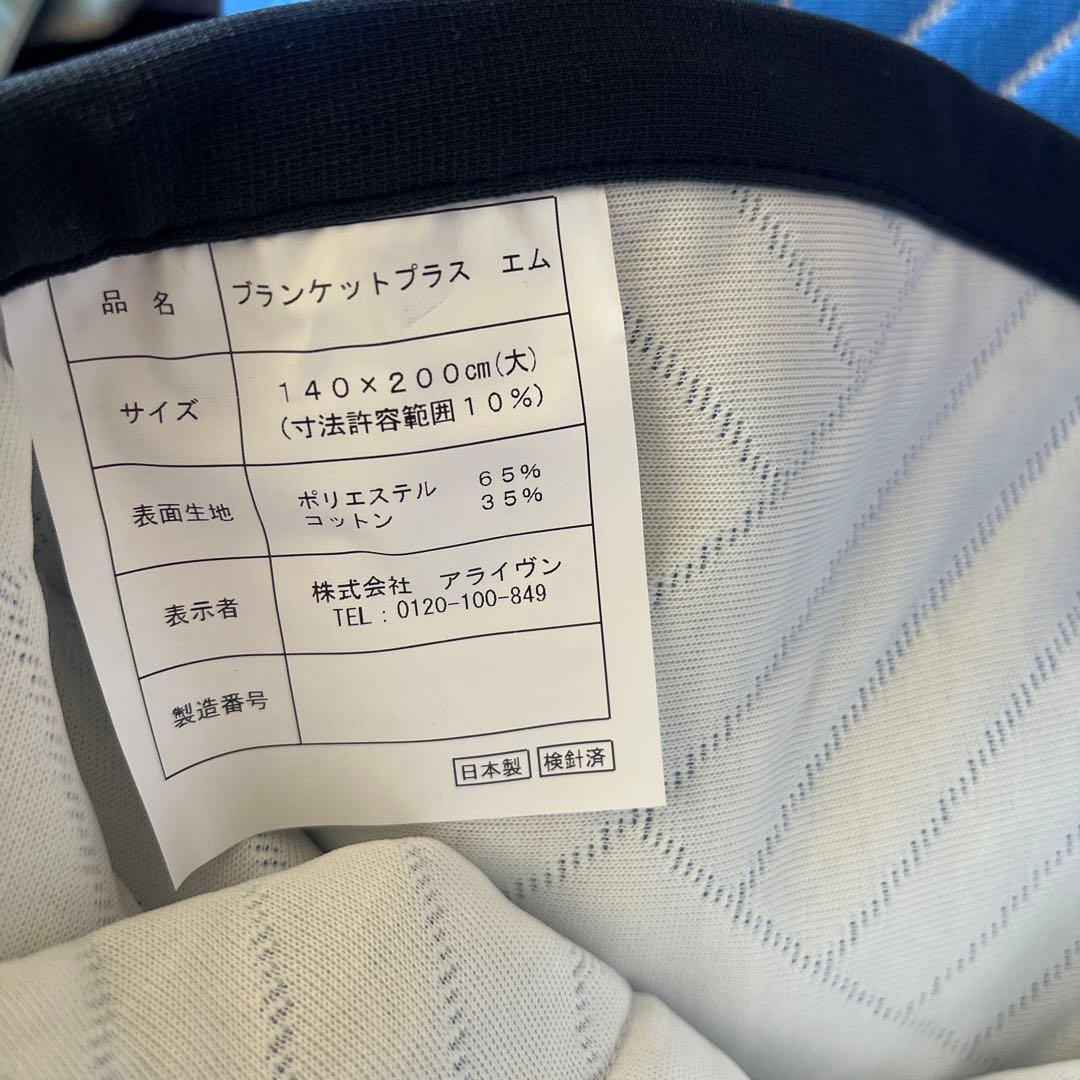 品 名 ブランケットプラス エム
サイズ 140×200cm(大)
(寸法許容範囲10%)
表面生地 ポリエステル 65%
コットン 35%
表示者 株式会社 アライヴン
TEL:0120-100-849
製造番号
日本製 検針済